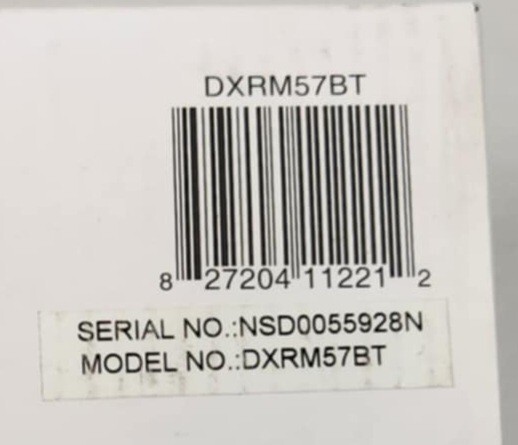 DXRM57BT
8 27204 11221 2
SERIAL NO.:NSD0055928N
MODEL NO.:DXRM57BT